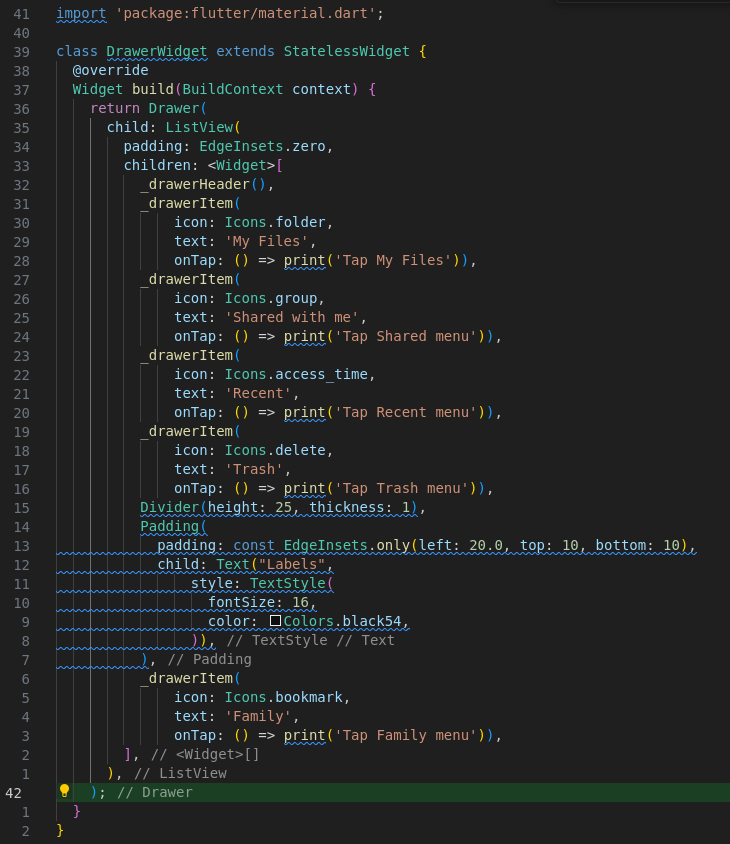 41 import 'package:flutter/material.dart';
40
39 class DrawerWidget extends StatelessWidget {
38   @override
37   Widget build(BuildContext context) {
36     return Drawer(
35       child: ListView(
34         padding: EdgeInsets.zero,
33         children: <Widget>[
32           _drawerHeader(),
31           _drawerItem(
30               icon: Icons.folder,
29               text: 'My Files',
28               onTap: () => print('Tap My Files')),
27           _drawerItem(
26               icon: Icons.group,
25               text: 'Shared with me',
24               onTap: () => print('Tap Shared menu')),
23           _drawerItem(
22               icon: Icons.access_time,
21               text: 'Recent',
20               onTap: () => print('Tap Recent menu')),
19           _drawerItem(
18               icon: Icons.delete,
17               text: 'Trash',
16               onTap: () => print('Tap Trash menu')),
15           Divider(height: 25, thickness: 1),
14           Padding(
13             padding: const EdgeInsets.only(left: 20.0, top: 10, bottom: 10),
12             child: Text("Labels",
11                 style: TextStyle(
10                   fontSize: 16,
9                   color: Colors.black54,
8                 )), // TextStyle // Text
7           ), // Padding
6           _drawerItem(
5               icon: Icons.bookmark,
4               text: 'Family',
3               onTap: () => print('Tap Family menu')),
2         ], // <Widget>[]
1       ), // ListView
42     ); // Drawer
1   }
2 }